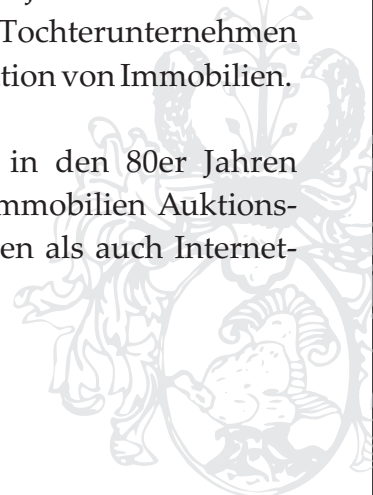 Tochterunternehmen
tion von Immobilien.
in den 80er Jahren
mmobilien Auktions-
en als auch Internet-